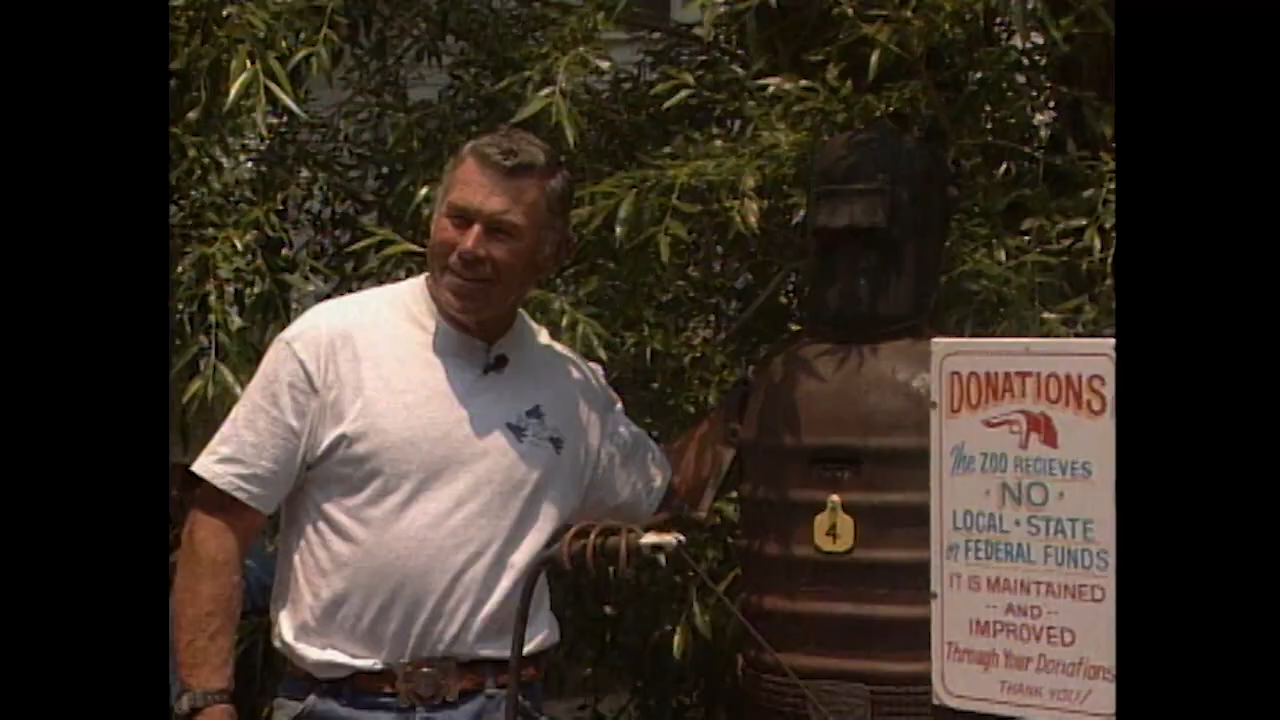 DONATIONS
The ZOO RECIEVES
· NO ·
LOCAL · STATE
or FEDERAL FUNDS
IT IS MAINTAINED
-- AND --
IMPROVED
Through Your Donations
THANK YOU!
4